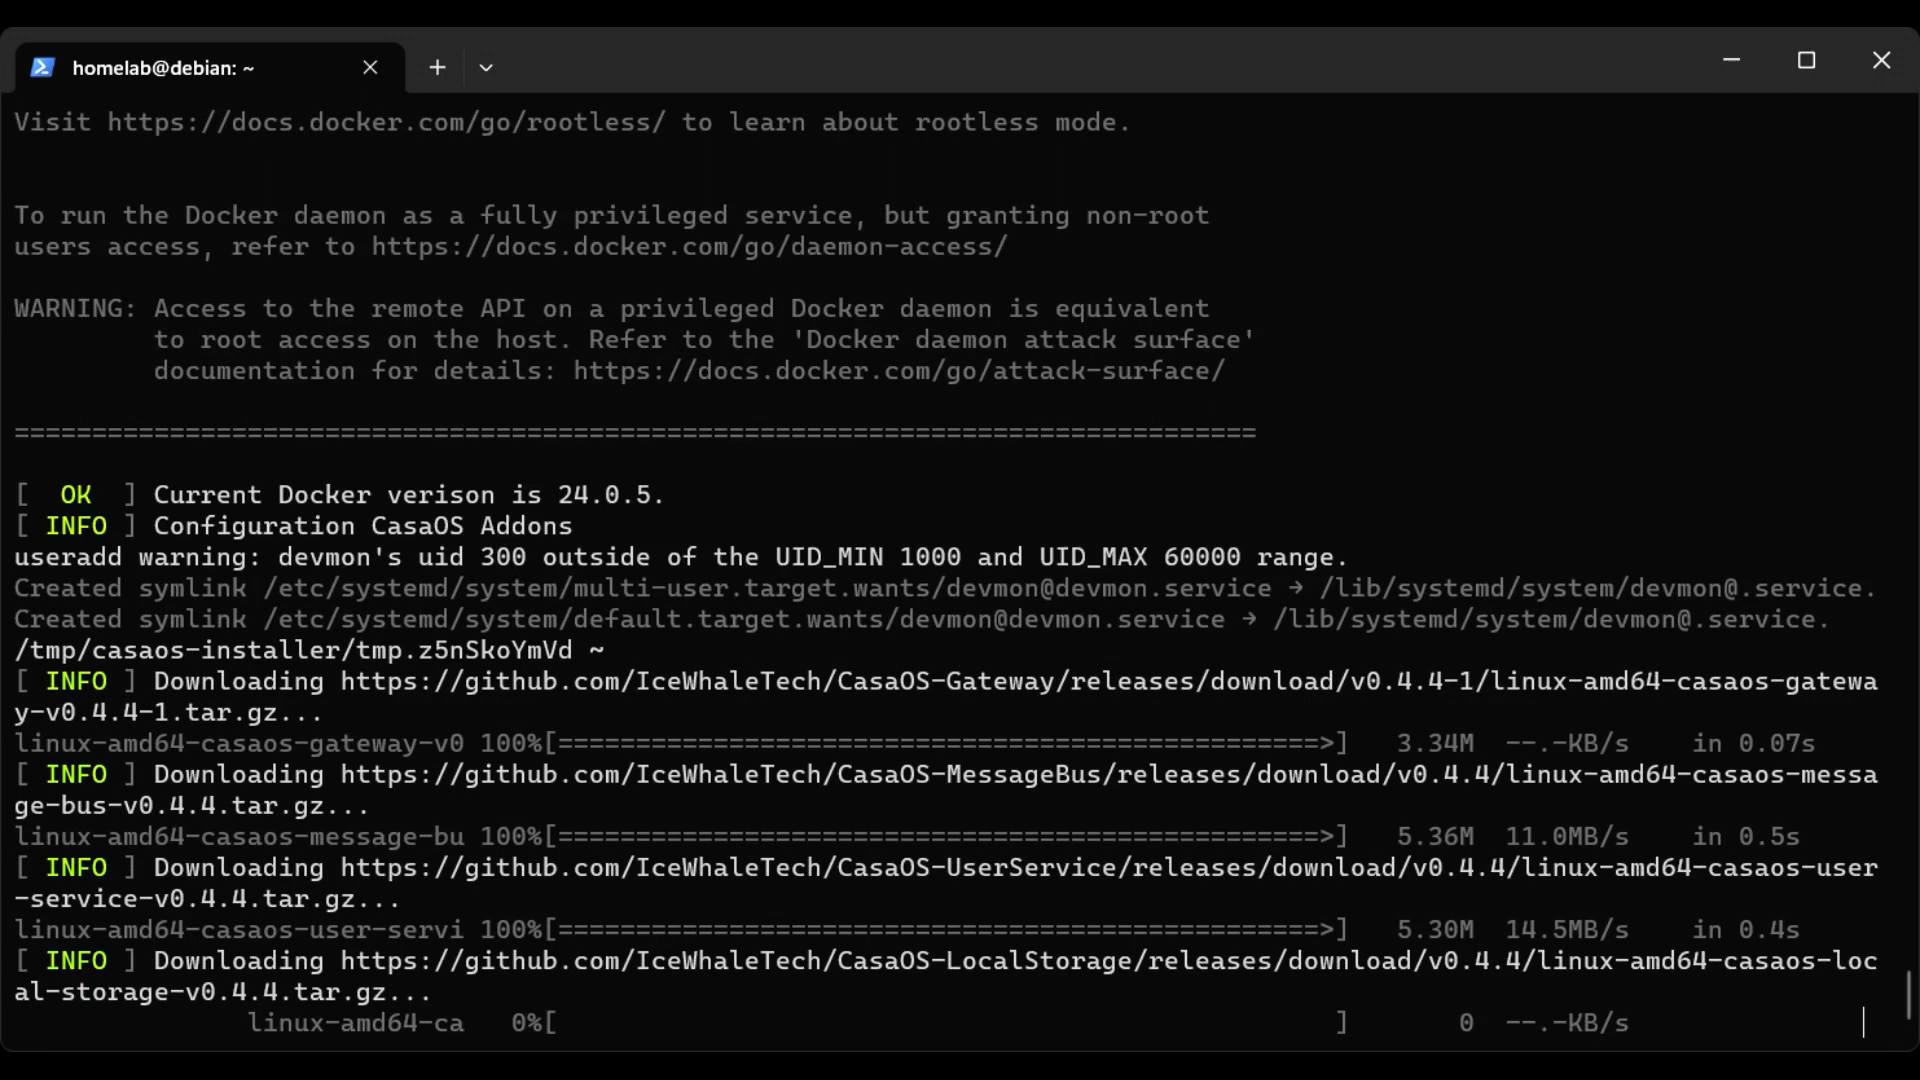 homelab@debian: ~
Visit https://docs.docker.com/go/rootless/ to learn about rootless mode.
To run the Docker daemon as a fully privileged service, but granting non-root
users access, refer to https://docs.docker.com/go/daemon-access/
WARNING: Access to the remote API on a privileged Docker daemon is equivalent
to root access on the host. Refer to the 'Docker daemon attack surface'
documentation for details: https://docs.docker.com/go/attack-surface/
================================================================================
[  OK  ] Current Docker verison is 24.0.5.
[ INFO ] Configuration CasaOS Addons
useradd warning: devmon's uid 300 outside of the UID_MIN 1000 and UID_MAX 60000 range.
Created symlink /etc/systemd/system/multi-user.target.wants/devmon@devmon.service → /lib/systemd/system/devmon@.service.
Created symlink /etc/systemd/system/default.target.wants/devmon@devmon.service → /lib/systemd/system/devmon@.service.
/tmp/casaos-installer/tmp.z5nSkoYmVd ~
[ INFO ] Downloading https://github.com/IceWhaleTech/CasaOS-Gateway/releases/download/v0.4.4-1/linux-amd64-casaos-gatewa
y-v0.4.4-1.tar.gz...
linux-amd64-casaos-gateway-v0 100%[=================================================>]   3.34M  --.-KB/s    in 0.07s
[ INFO ] Downloading https://github.com/IceWhaleTech/CasaOS-MessageBus/releases/download/v0.4.4/linux-amd64-casaos-messa
ge-bus-v0.4.4.tar.gz...
linux-amd64-casaos-message-bu 100%[=================================================>]   5.36M  11.0MB/s    in 0.5s
[ INFO ] Downloading https://github.com/IceWhaleTech/CasaOS-UserService/releases/download/v0.4.4/linux-amd64-casaos-user
-service-v0.4.4.tar.gz...
linux-amd64-casaos-user-servi 100%[=================================================>]   5.30M  14.5MB/s    in 0.4s
[ INFO ] Downloading https://github.com/IceWhaleTech/CasaOS-LocalStorage/releases/download/v0.4.4/linux-amd64-casaos-loc
al-storage-v0.4.4.tar.gz...
linux-amd64-ca   0%[                                                  ]       0  --.-KB/s